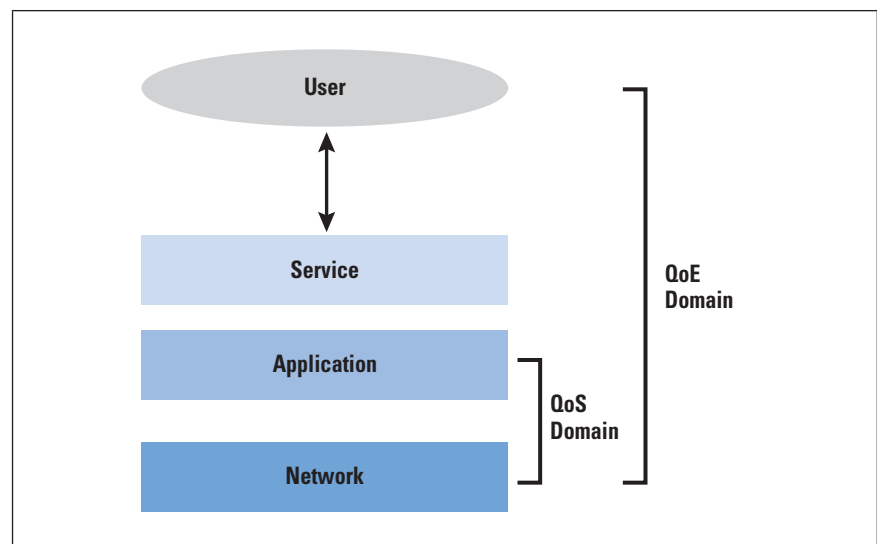 User
Service
QoE
Domain
Application
QoS
Domain
Network